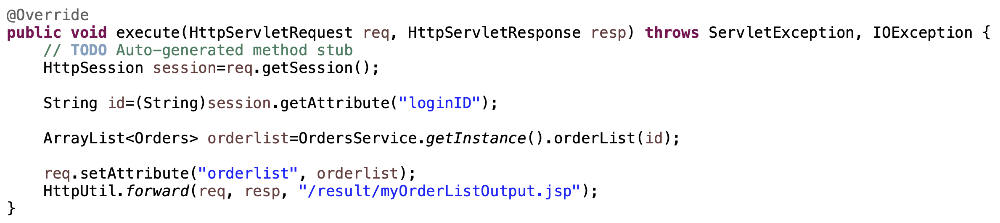 @Override
public void execute(HttpServletRequest req, HttpServletResponse resp) throws ServletException, IOException {
    // TODO Auto-generated method stub
    HttpSession session=req.getSession();

    String id=(String)session.getAttribute("loginID");

    ArrayList<Orders> orderlist=OrdersService.getInstance().orderList(id);

    req.setAttribute("orderlist", orderlist);
    HttpUtil.forward(req, resp, "/result/myOrderListOutput.jsp");
}